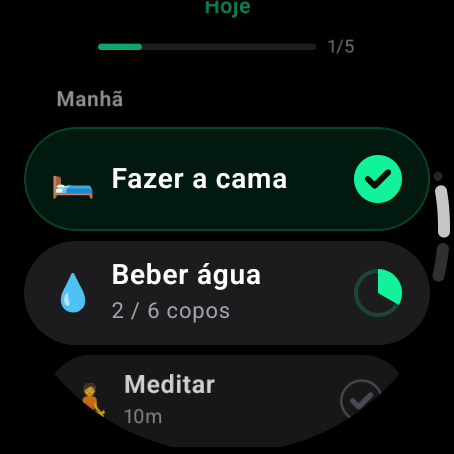 Hoje
1/5
Manhã
Fazer a cama
Beber água
2 / 6 copos
Meditar
10m